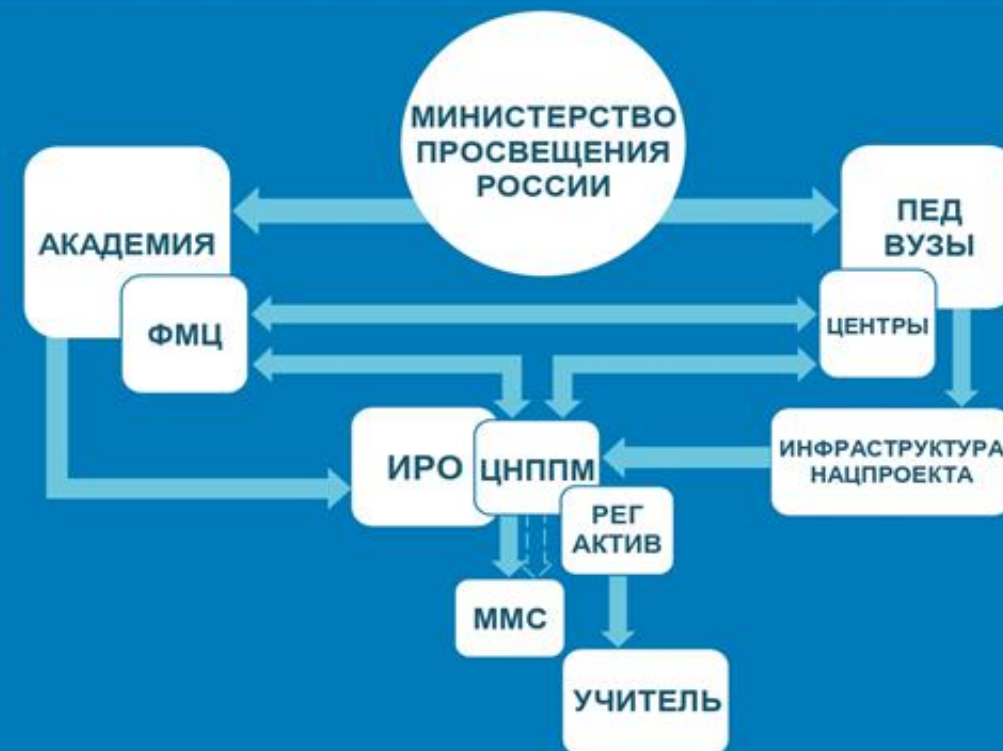 МИНИСТЕРСТВО
ПРОСВЕЩЕНИЯ
РОССИИ
АКАДЕМИЯ
ПЕД
ВУЗЫ
ФМЦ
ЦЕНТРЫ
ИРО
ЦНППМ
ИНФРАСТРУКТУРА
НАЦПРОЕКТА
РЕГ
АКТИВ
ММС
УЧИТЕЛЬ